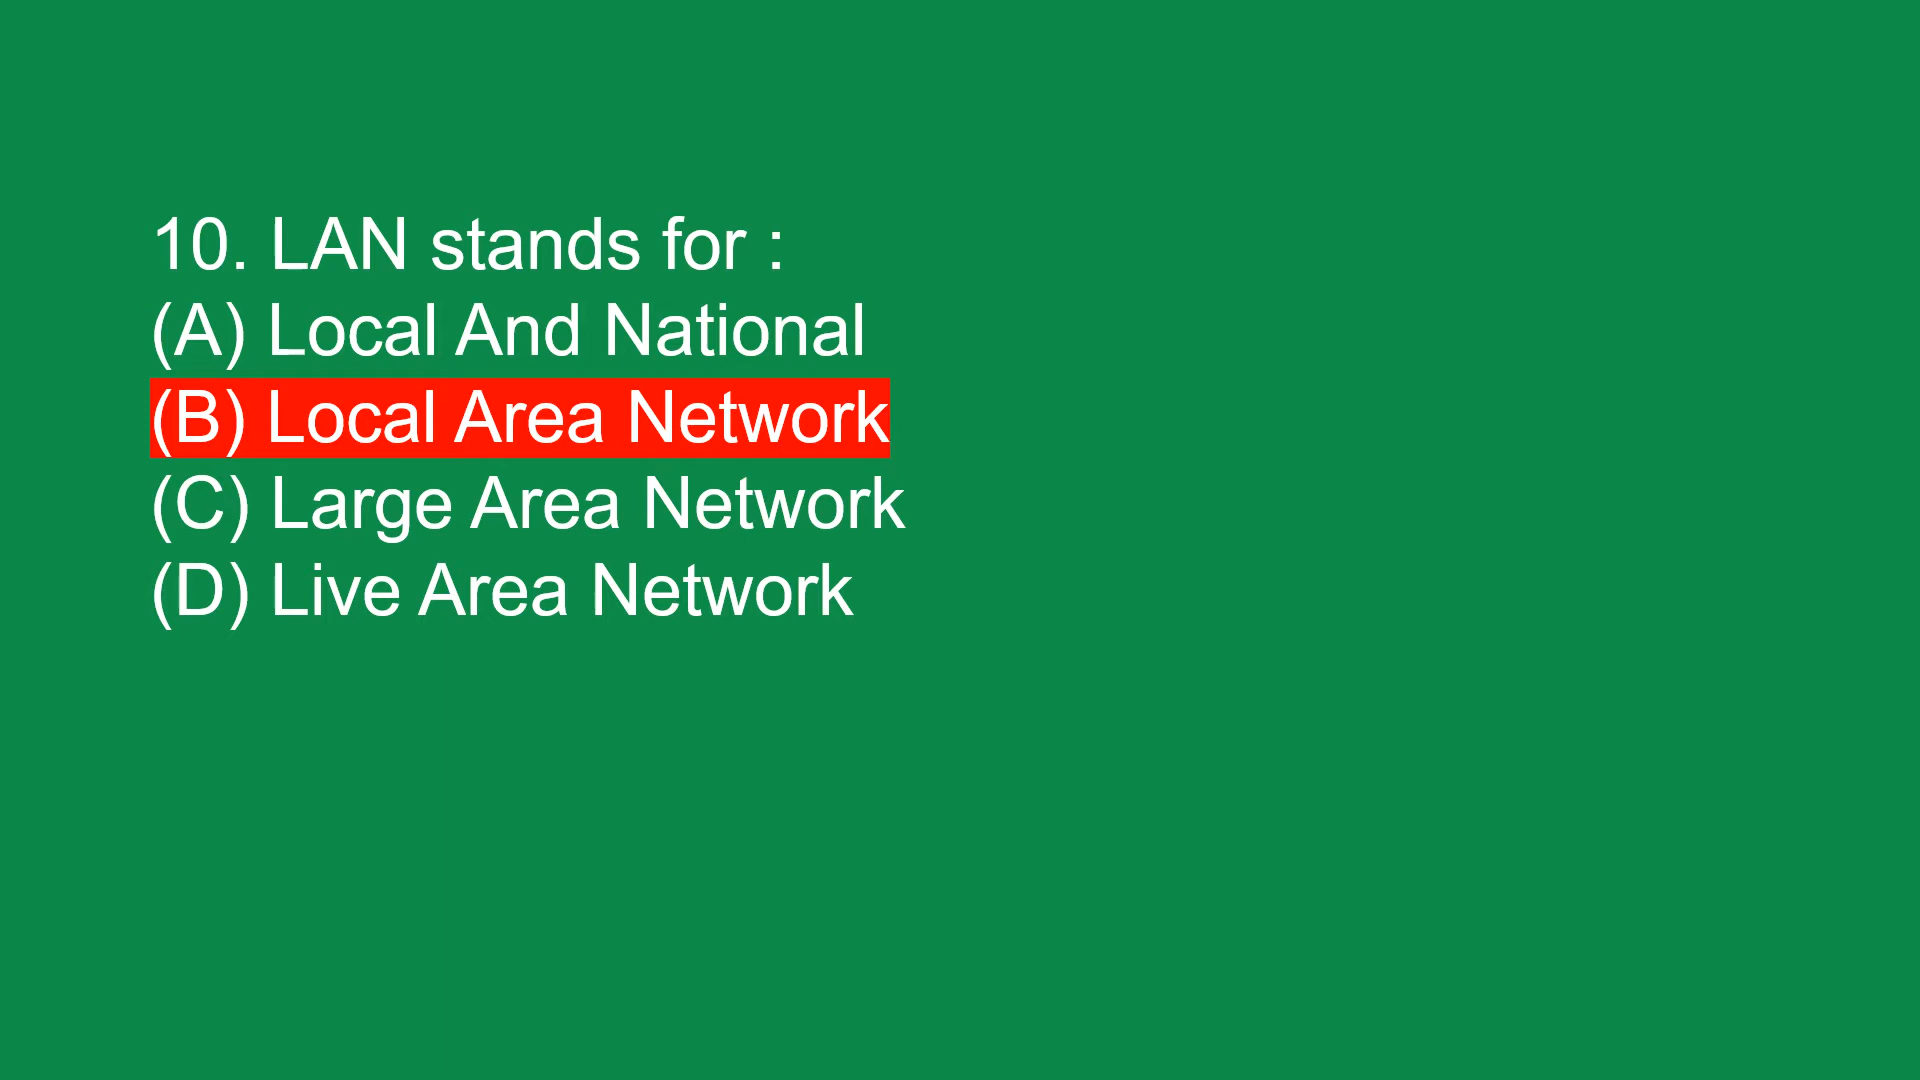 10. LAN stands for :
(A) Local And National
(B) Local Area Network
(C) Large Area Network
(D) Live Area Network